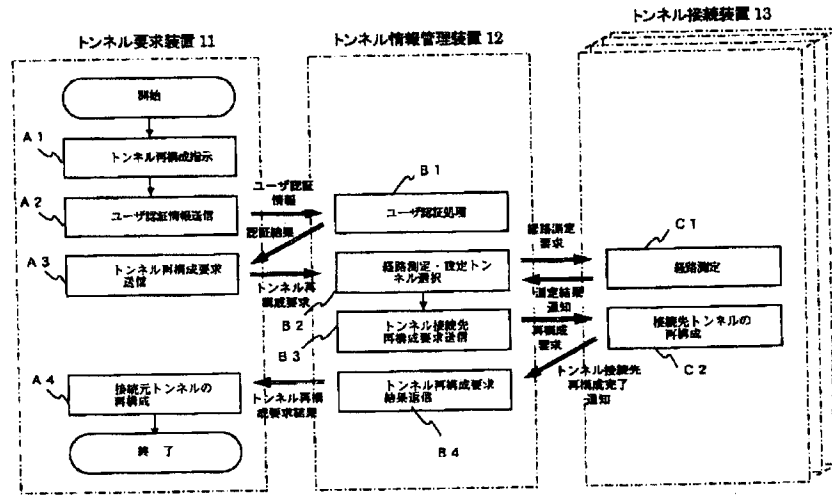 トンネル要求装置11
トンネル情報管理装置12
トンネル接続装置13
開始
A1
トンネル再構成指示
A2
ユーザ認証情報送信
ユーザ認証
情報
B1
ユーザ認証処理
認証結果
A3
トンネル再構成要求
送信
トンネル再
構成要求
経路測定・設定トン
ネル選択
B2
経路測定
要求
C1
経路測定
測定結果
通知
トンネル接続先
再構成要求送信
B3
再構成
要求
接続先トンネルの再
構成
C2
トンネル接続先
再構成完了
通知
トンネル再構成要求
結果返信
B4
トンネル再構
成要求結果
A4
接続元トンネルの
再構成
終了